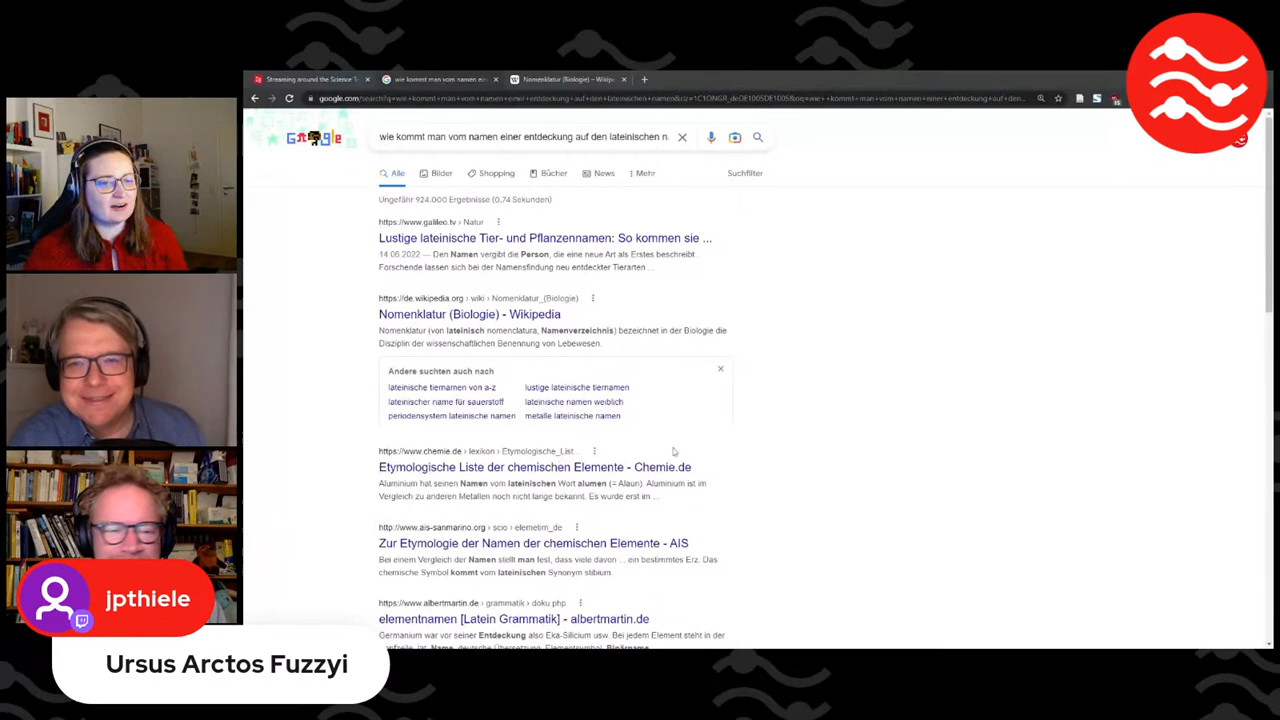 Streaming around the Science T
wie kommt man vom namen ein
Nomenklatur (Biologie) – Wikipe
Google
wie kommt man vom namen einer entdeckung auf den lateinischen n
Alle
Bilder
Shopping
Bücher
News
Mehr
Suchfilter
Ungefähr 924.000 Ergebnisse (0,74 Sekunden)
https://www.galileo.tv › Natur
Lustige lateinische Tier- und Pflanzennamen: So kommen sie ...
14.06.2022 — Den Namen vergibt die Person, die eine neue Art als Erstes beschreibt.
Forschende lassen sich bei der Namensfindung neu entdeckter Tierarten ...
https://de.wikipedia.org › wiki › Nomenklatur_(Biologie)
Nomenklatur (Biologie) - Wikipedia
Nomenklatur (von lateinisch nomenclatura, Namenverzeichnis) bezeichnet in der Biologie die
Disziplin der wissenschaftlichen Benennung von Lebewesen.
Andere suchten auch nach
lateinische tiernamen von a-z lustige lateinische tiernamen
lateinischer name für sauerstoff lateinische namen weiblich
periodensystem lateinische namen metalle lateinische namen
https://www.chemie.de › lexikon › Etymologische_List...
Etymologische Liste der chemischen Elemente - Chemie.de
Aluminium hat seinen Namen vom lateinischen Wort alumen (= Alaun). Aluminium ist im
Vergleich zu anderen Metallen noch nicht lange bekannt. Es wurde erst im ...
http://www.ais-sanmarino.org › scio › elemetim_de
Zur Etymologie der Namen der chemischen Elemente - AIS
Bei einem Vergleich der Namen stellt man fest, dass viele davon ... ein bestimmtes Erz. Das
chemische Symbol kommt vom lateinischen Synonym stibium.
https://www.albertmartin.de › grammatik › doku php
elementnamen [Latein Grammatik] - albertmartin.de
Germanium war vor seiner Entdeckung also Eka-Silicium usw. Bei jedem Element steht in der
jpthiele
Ursus Arctos Fuzzyi